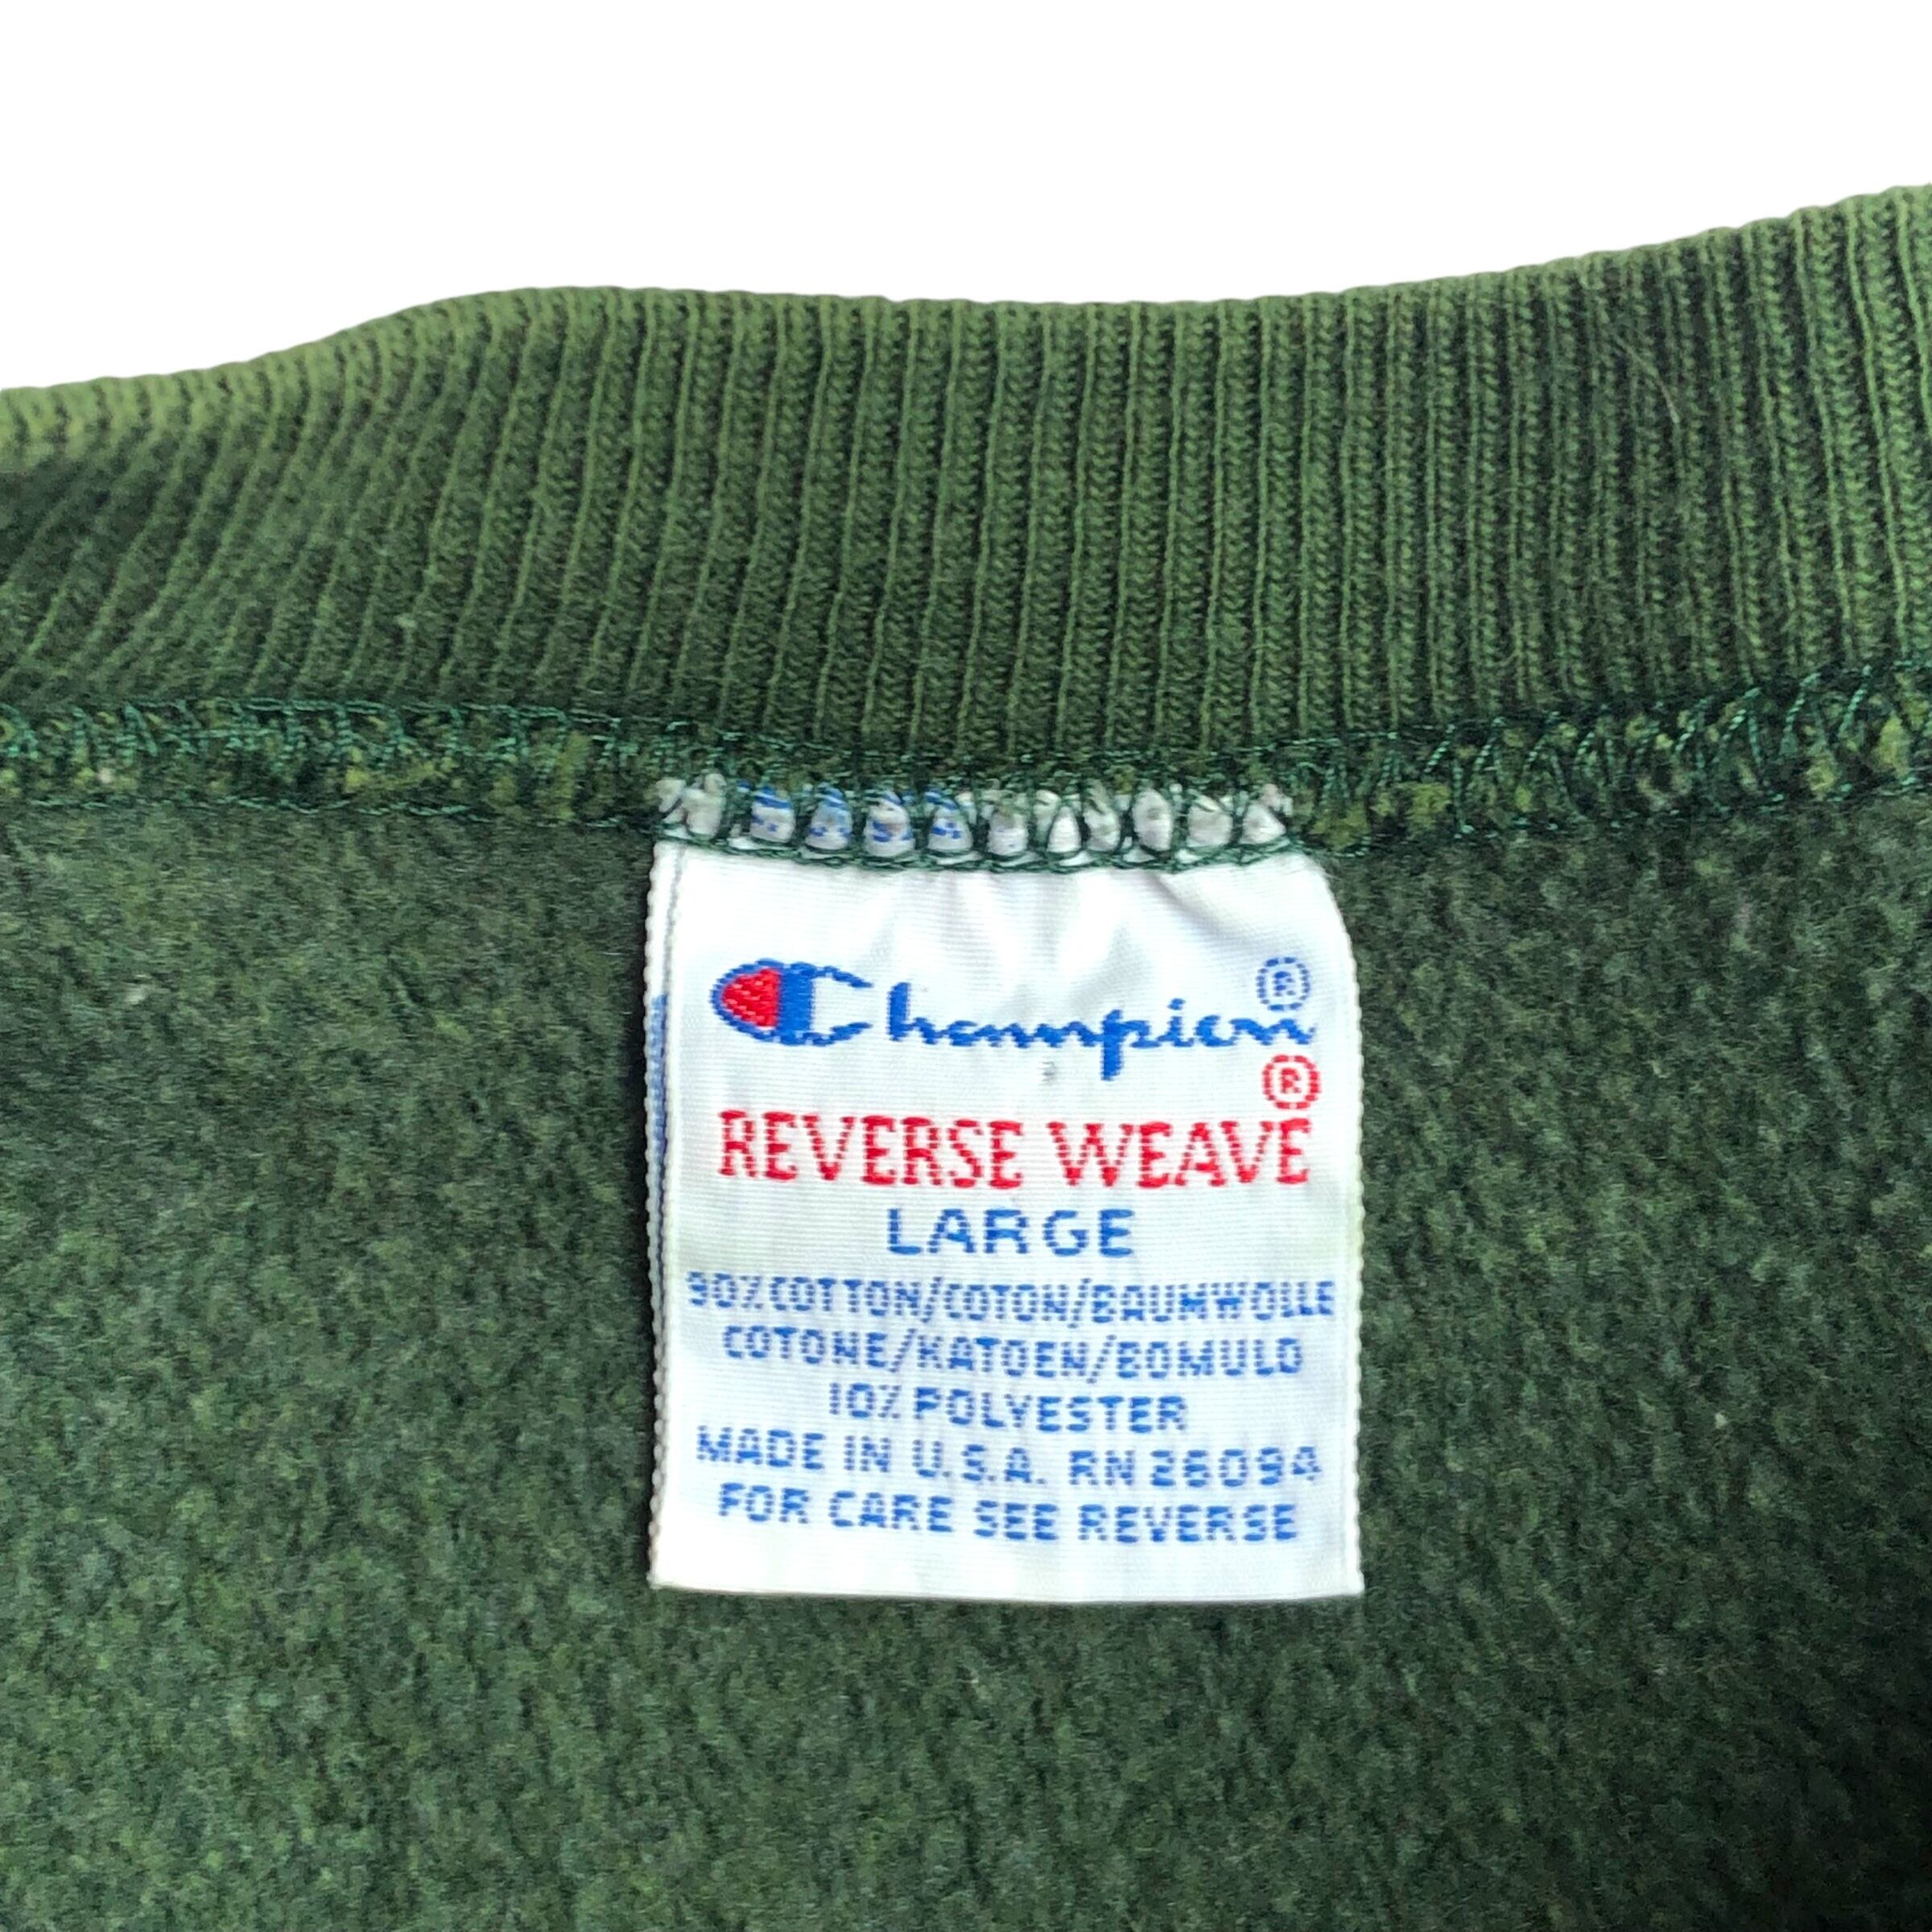 Champion®
®
REVERSE WEAVE
LARGE
90% COTTON/COTON/BAUMWOLLE
COTONE/KATOEN/BOMULD
10% POLYESTER
MADE IN U.S.A. RN 26094
FOR CARE SEE REVERSE